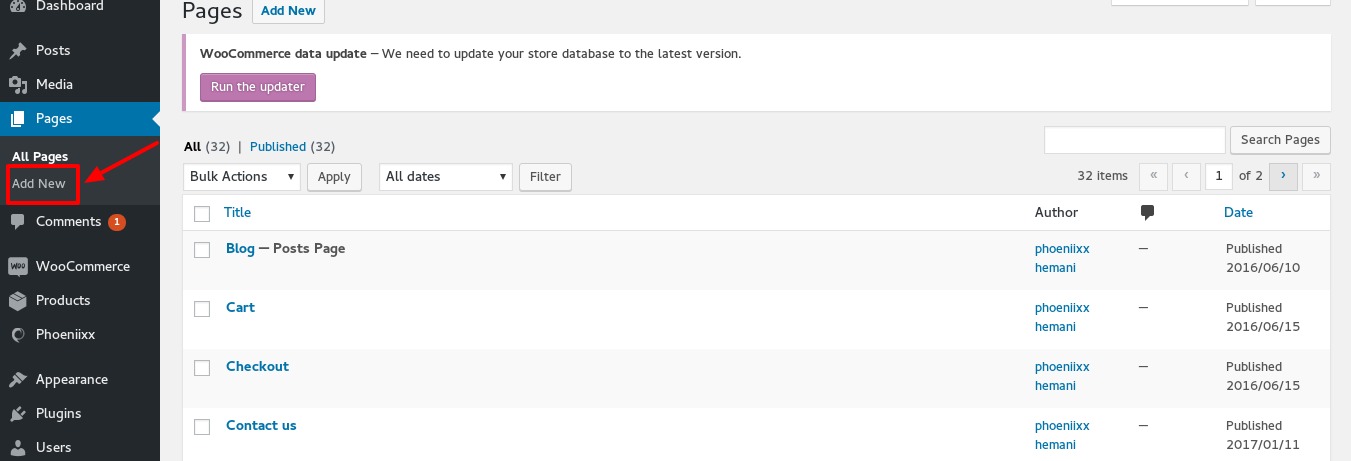 Dashboard
Posts
Media
Pages
All Pages
Add New
Comments 1
WooCommerce
Products
Phoeniixx
Appearance
Plugins
Users
Pages Add New
WooCommerce data update – We need to update your store database to the latest version.
Run the updater
All (32) | Published (32)
Search Pages
Bulk Actions Apply All dates Filter
32 items « ‹ 1 of 2 › »
Title Author Date
Blog — Posts Page phoeniixx — Published
hemani 2016/06/10
Cart phoeniixx — Published
hemani 2016/06/15
Checkout phoeniixx — Published
hemani 2016/06/15
Contact us phoeniixx — Published
hemani 2017/01/11